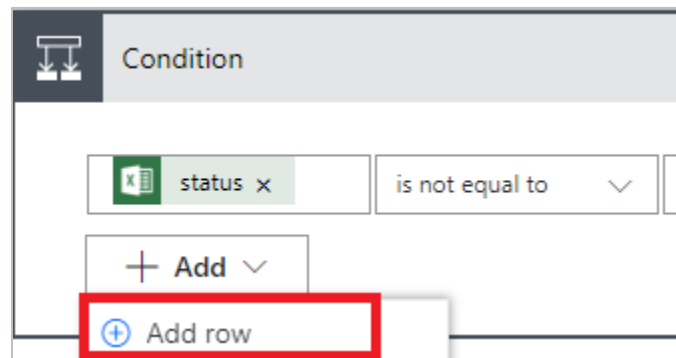 Condition
status x
is not equal to
+ Add
Add row